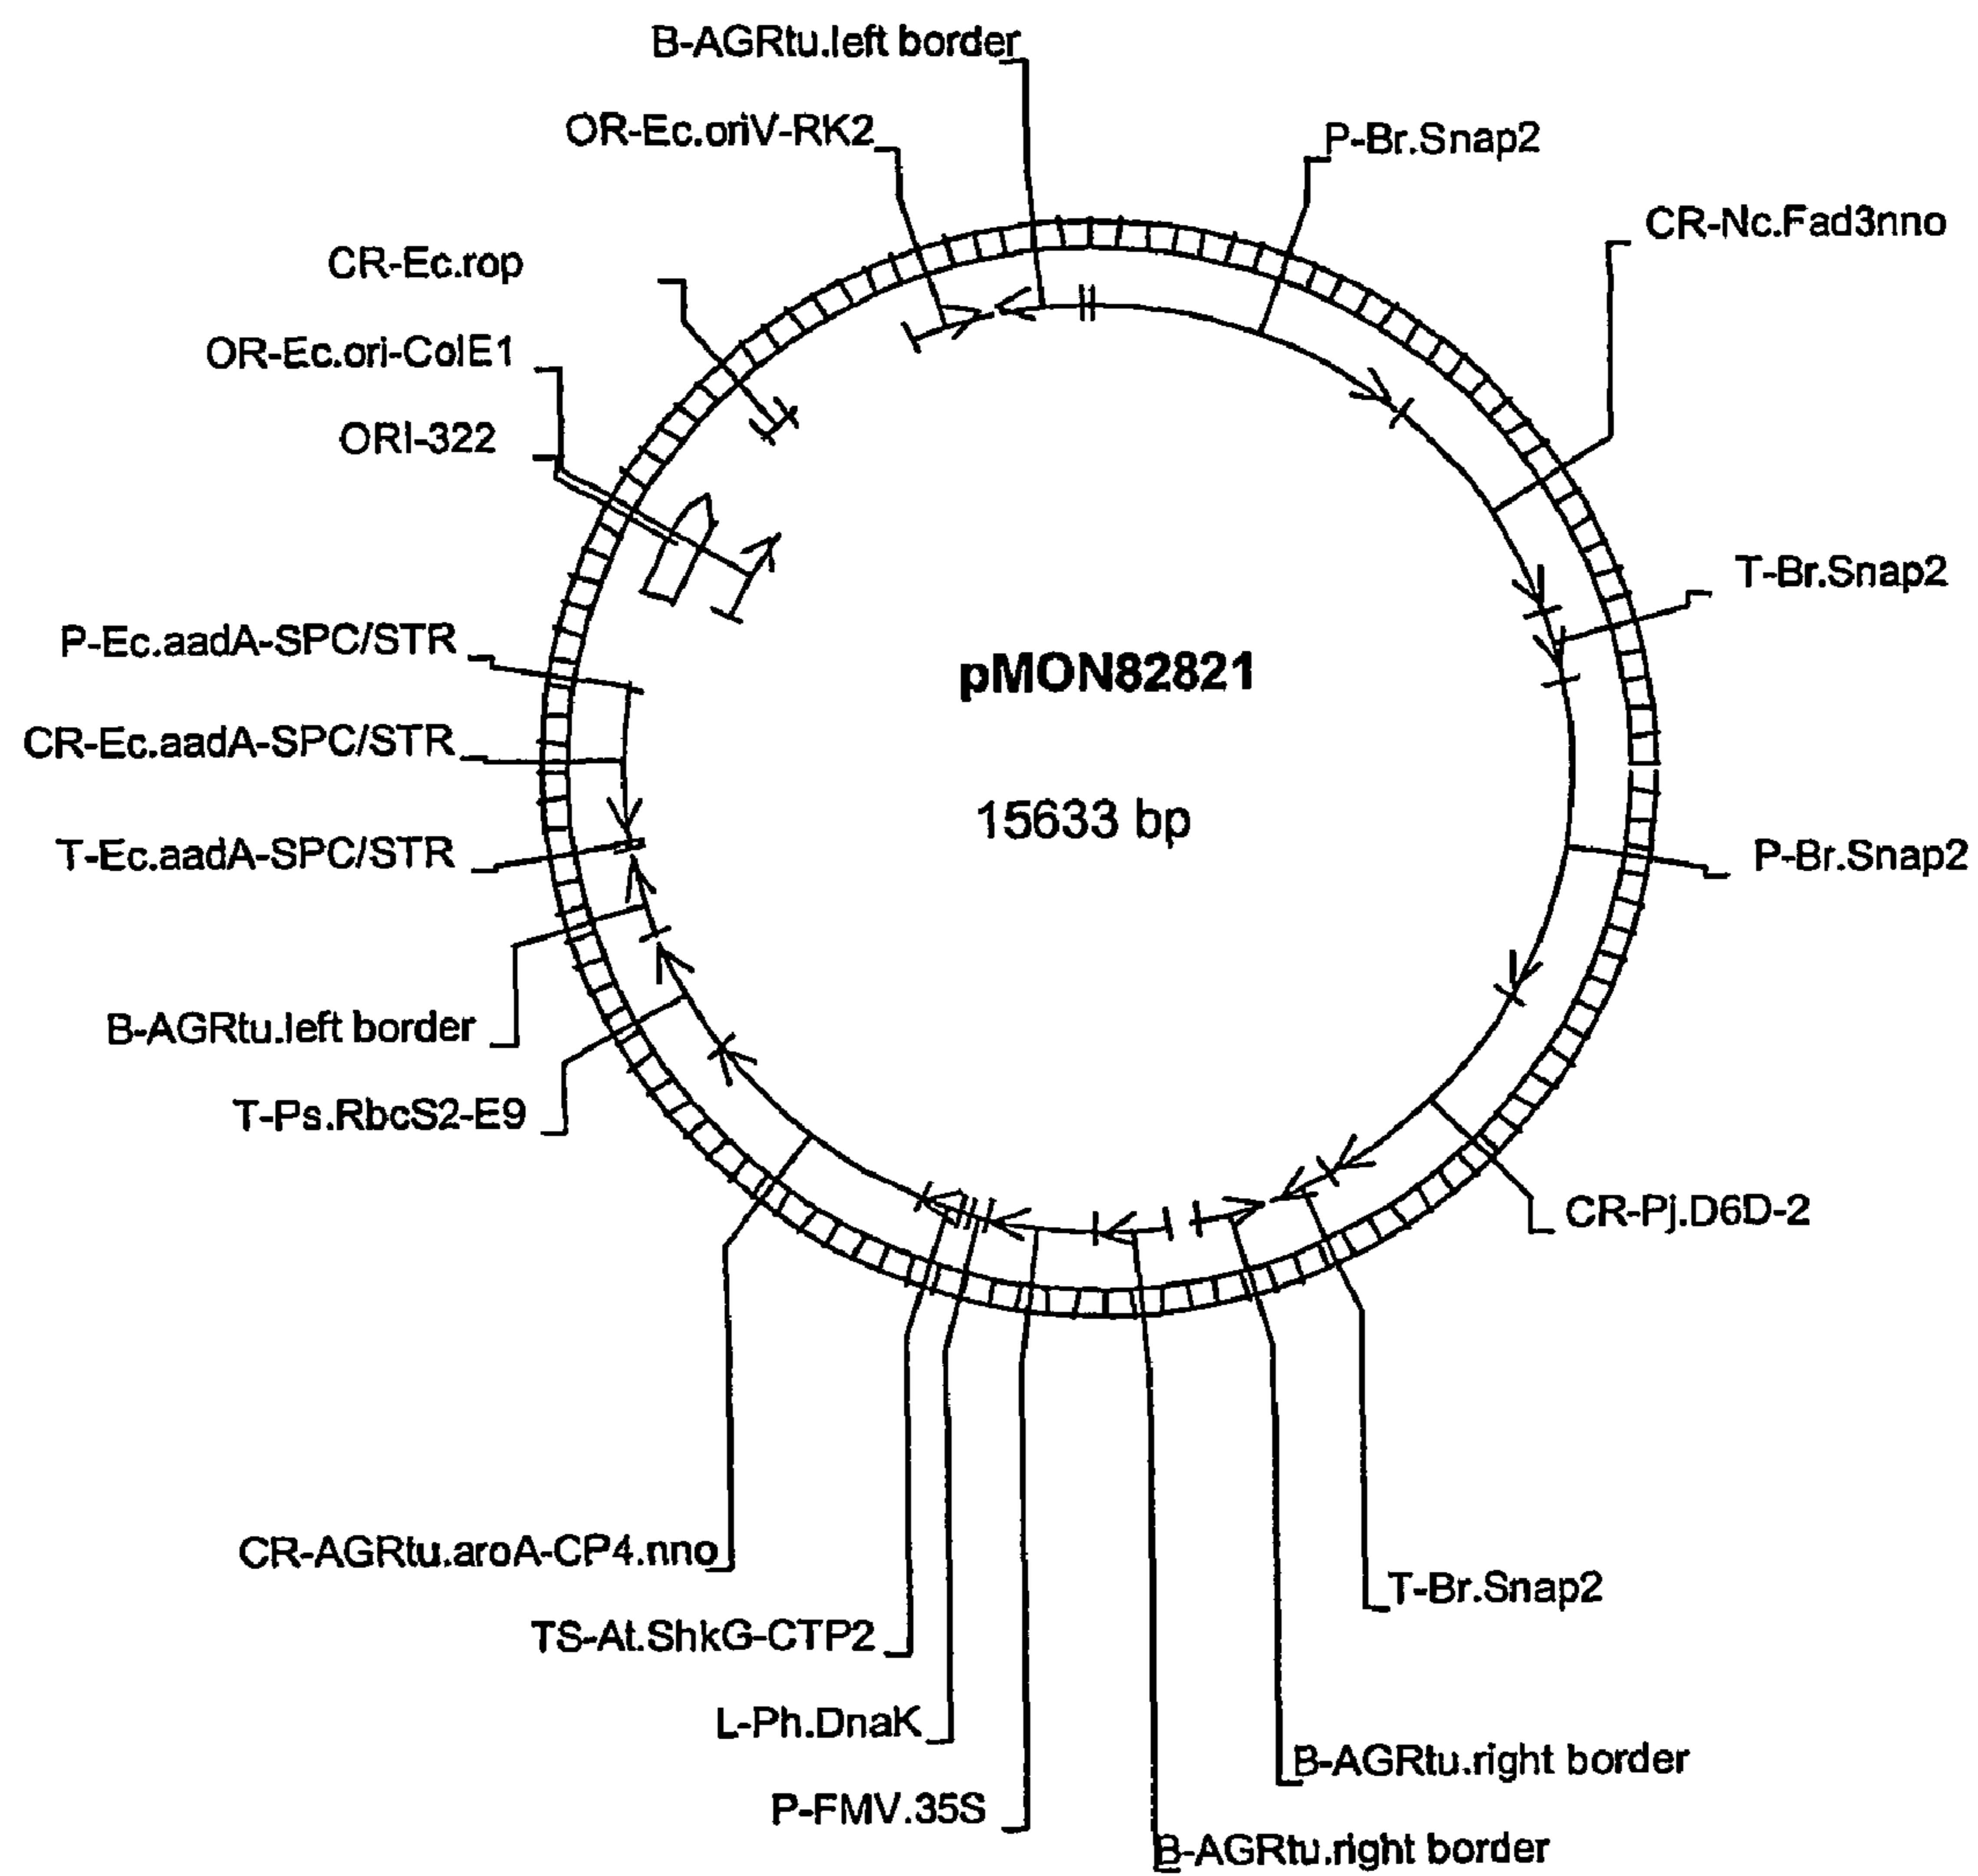 B-AGRtu.left border
OR-Ec.oriV-RK2
P-Br.Snap2
CR-Nc.Fad3nno
CR-Ec.rop
OR-Ec.ori-ColE1
ORI-322
T-Br.Snap2
P-Ec.aadA-SPC/STR
pMON82821
CR-Ec.aadA-SPC/STR
15633 bp
T-Ec.aadA-SPC/STR
P-Br.Snap2
B-AGRtu.left border
T-Ps.RbcS2-E9
CR-Pj.D6D-2
CR-AGRtu.aroA-CP4.nno
T-Br.Snap2
TS-At.ShkG-CTP2
L-Ph.DnaK
B-AGRtu.right border
P-FMV.35S
B-AGRtu.right border